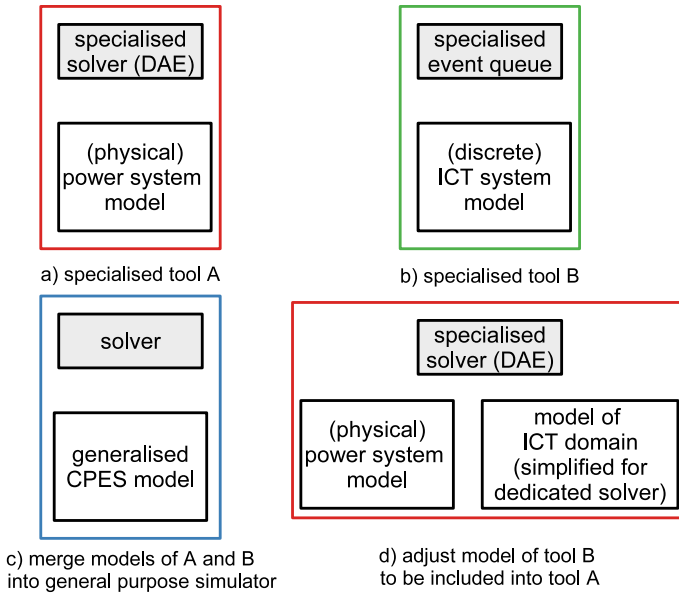 specialised
solver (DAE)
(physical)
power system
model
a) specialised tool A
specialised
event queue
(discrete)
ICT system
model
b) specialised tool B
solver
generalised
CPES model
c) merge models of A and B
into general purpose simulator
specialised
solver (DAE)
(physical)
power system
model
model of
ICT domain
(simplified for
dedicated solver)
d) adjust model of tool B
to be included into tool A